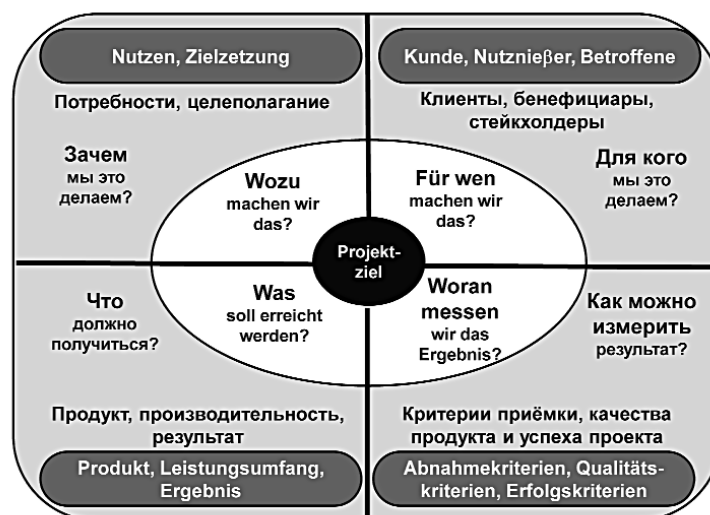 Nutzen, Zielzetzung
Потребности, целеполагание
Зачем
мы это
делаем?
Wozu
machen wir
das?
Kunde, Nutznieβer, Betroffene
Клиенты, бенефициары,
стейкхолдеры
Für wen
machen wir
das?
Для кого
мы это
делаем?
Projekt-
ziel
Что
должно
получиться?
Was
soll erreicht
werden?
Продукт, производительность,
результат
Produkt, Leistungsumfang,
Ergebnis
Woran
messen
wir das
Ergebnis?
Как можно
измерить
результат?
Критерии приёмки, качества
продукта и успеха проекта
Abnahmekriterien, Qualitäts-
kriterien, Erfolgskriterien